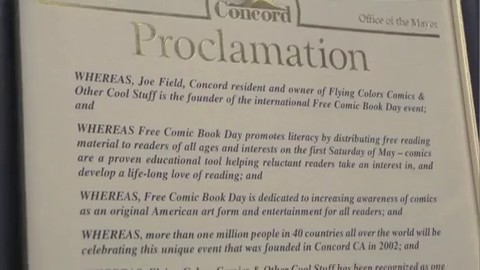 Concord
Office of the Mayor
Proclamation
WHEREAS, Joe Field, Concord resident and owner of Flying Colors Comics &
Other Cool Stuff is the founder of the international Free Comic Book Day event;
and
WHEREAS Free Comic Book Day promotes literacy by distributing free reading
material to readers of all ages and interests on the first Saturday of May – comics
are a proven educational tool helping reluctant readers take an interest in, and
develop a life-long love of reading; and
WHEREAS, Free Comic Book Day is dedicated to increasing awareness of comics
as an original American art form and entertainment for all readers; and
WHEREAS, more than one million people in 40 countries all over the world will be
celebrating this unique event that was founded in Concord CA in 2002; and
WHEREAS, Flying Colors Comics & Other Cool Stuff has been recognized as one